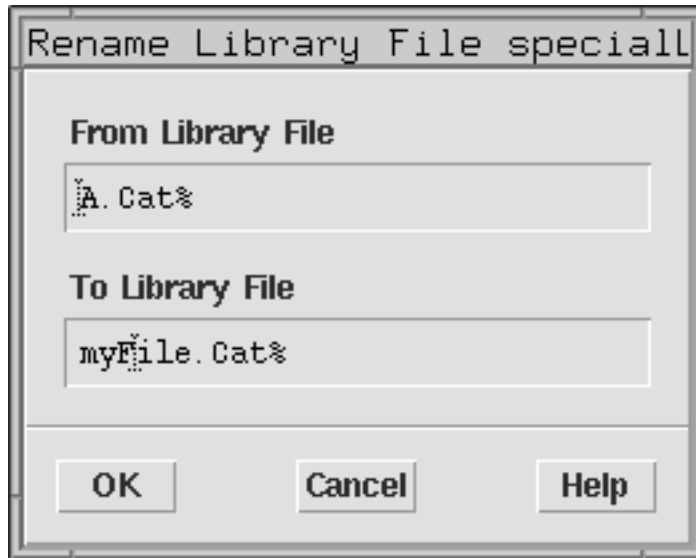 Rename Library File specialL
From Library File
A.Cat%
To Library File
myFile.Cat%
OK Cancel Help